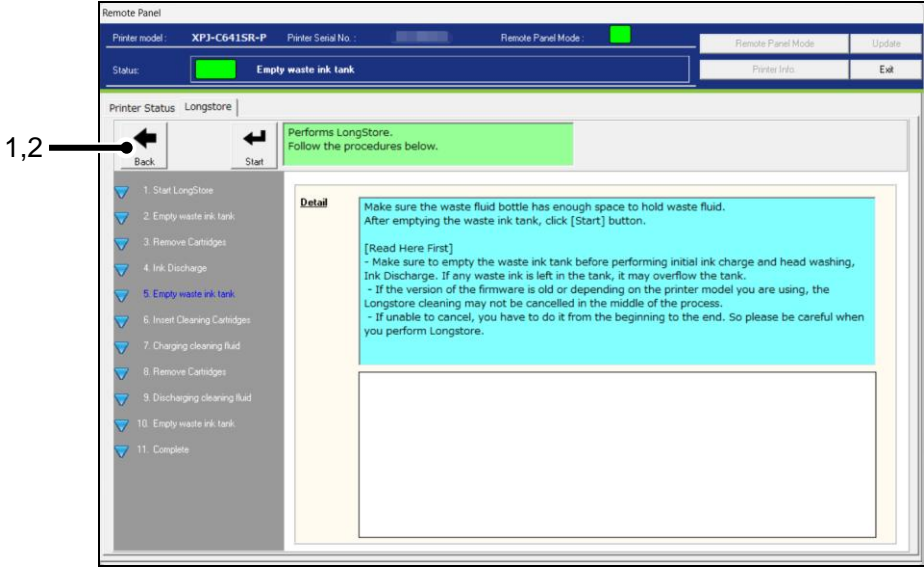 Remote Panel
Printer model : XPJ-C641SR-P Printer Serial No. : Remote Panel Mode :
Remote Panel Mode Update
Status: Empty waste ink tank
Printer Info. Exit
Printer Status Longstore
1,2
Back Start
Performs LongStore.
Follow the procedures below.
1. Start LongStore
2. Empty waste ink tank
3. Remove Cartridges
4. Ink Discharge
5. Empty waste ink tank
6. Insert Cleaning Cartridges
7. Charging cleaning fluid
8. Remove Cartridges
9. Discharging cleaning fluid
10. Empty waste ink tank
11. Complete
Detail
Make sure the waste fluid bottle has enough space to hold waste fluid.
After emptying the waste ink tank, click [Start] button.
[Read Here First]
- Make sure to empty the waste ink tank before performing initial ink charge and head washing,
Ink Discharge. If any waste ink is left in the tank, it may overflow the tank.
- If the version of the firmware is old or depending on the printer model you are using, the
Longstore cleaning may not be cancelled in the middle of the process.
- If unable to cancel, you have to do it from the beginning to the end. So please be careful when
you perform Longstore.